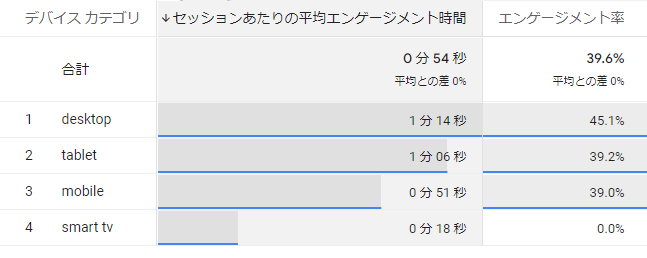 デバイス カテゴリ ↓セッションあたりの平均エンゲージメント時間 エンゲージメント率
合計 0 分 54 秒 39.6%
平均との差 0% 平均との差 0%
1 desktop 1 分 14 秒 45.1%
2 tablet 1 分 06 秒 39.2%
3 mobile 0 分 51 秒 39.0%
4 smart tv 0 分 18 秒 0.0%